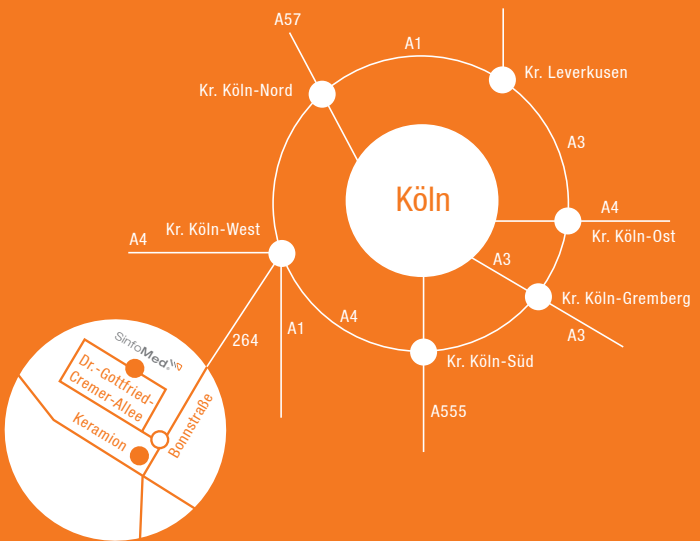 A57
A1
Kr. Leverkusen
Kr. Köln-Nord
A3
Köln
A4
Kr. Köln-West
A4
Kr. Köln-Ost
A3
Kr. Köln-Gremberg
A4
A1
264
A3
Kr. Köln-Süd
A555
SinfoMed.
Dr.-Gottfried-
Cremer-Allee
Keramion
Bonnstraße